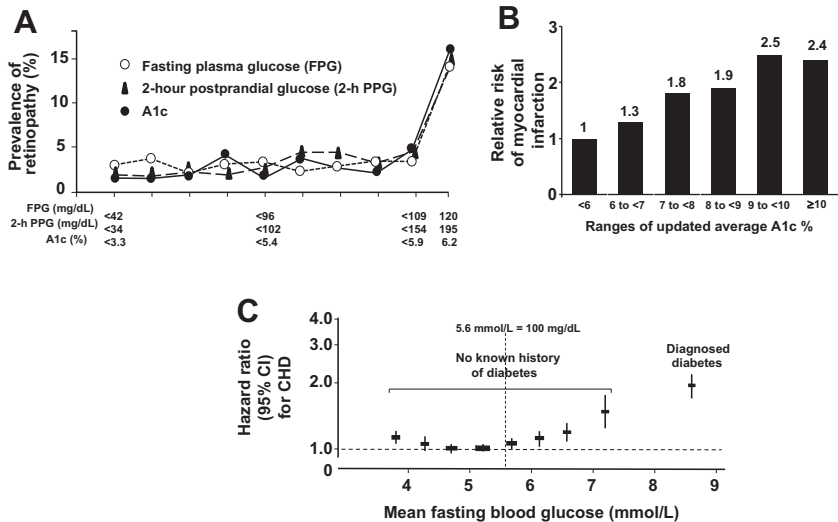 A
Prevalence of
retinopathy (%)
15
10
5
0
Fasting plasma glucose (FPG)
2-hour postprandial glucose (2-h PPG)
A1c
FPG (mg/dL) <42 <96 <109 120
2-h PPG (mg/dL) <34 <102 <154 195
A1c (%) <3.3 <5.4 <5.9 6.2
B
Relative risk
of myocardial
infarction
3
2
1
0
1
1.3
1.8
1.9
2.5
2.4
<6 6 to <7 7 to <8 8 to <9 9 to <10 ≥10
Ranges of updated average A1c %
C
Hazard ratio
(95% CI)
for CHD
4.0
3.0
2.0
1.0
0
5.6 mmol/L = 100 mg/dL
No known history
of diabetes
Diagnosed
diabetes
4 5 6 7 8 9
Mean fasting blood glucose (mmol/L)